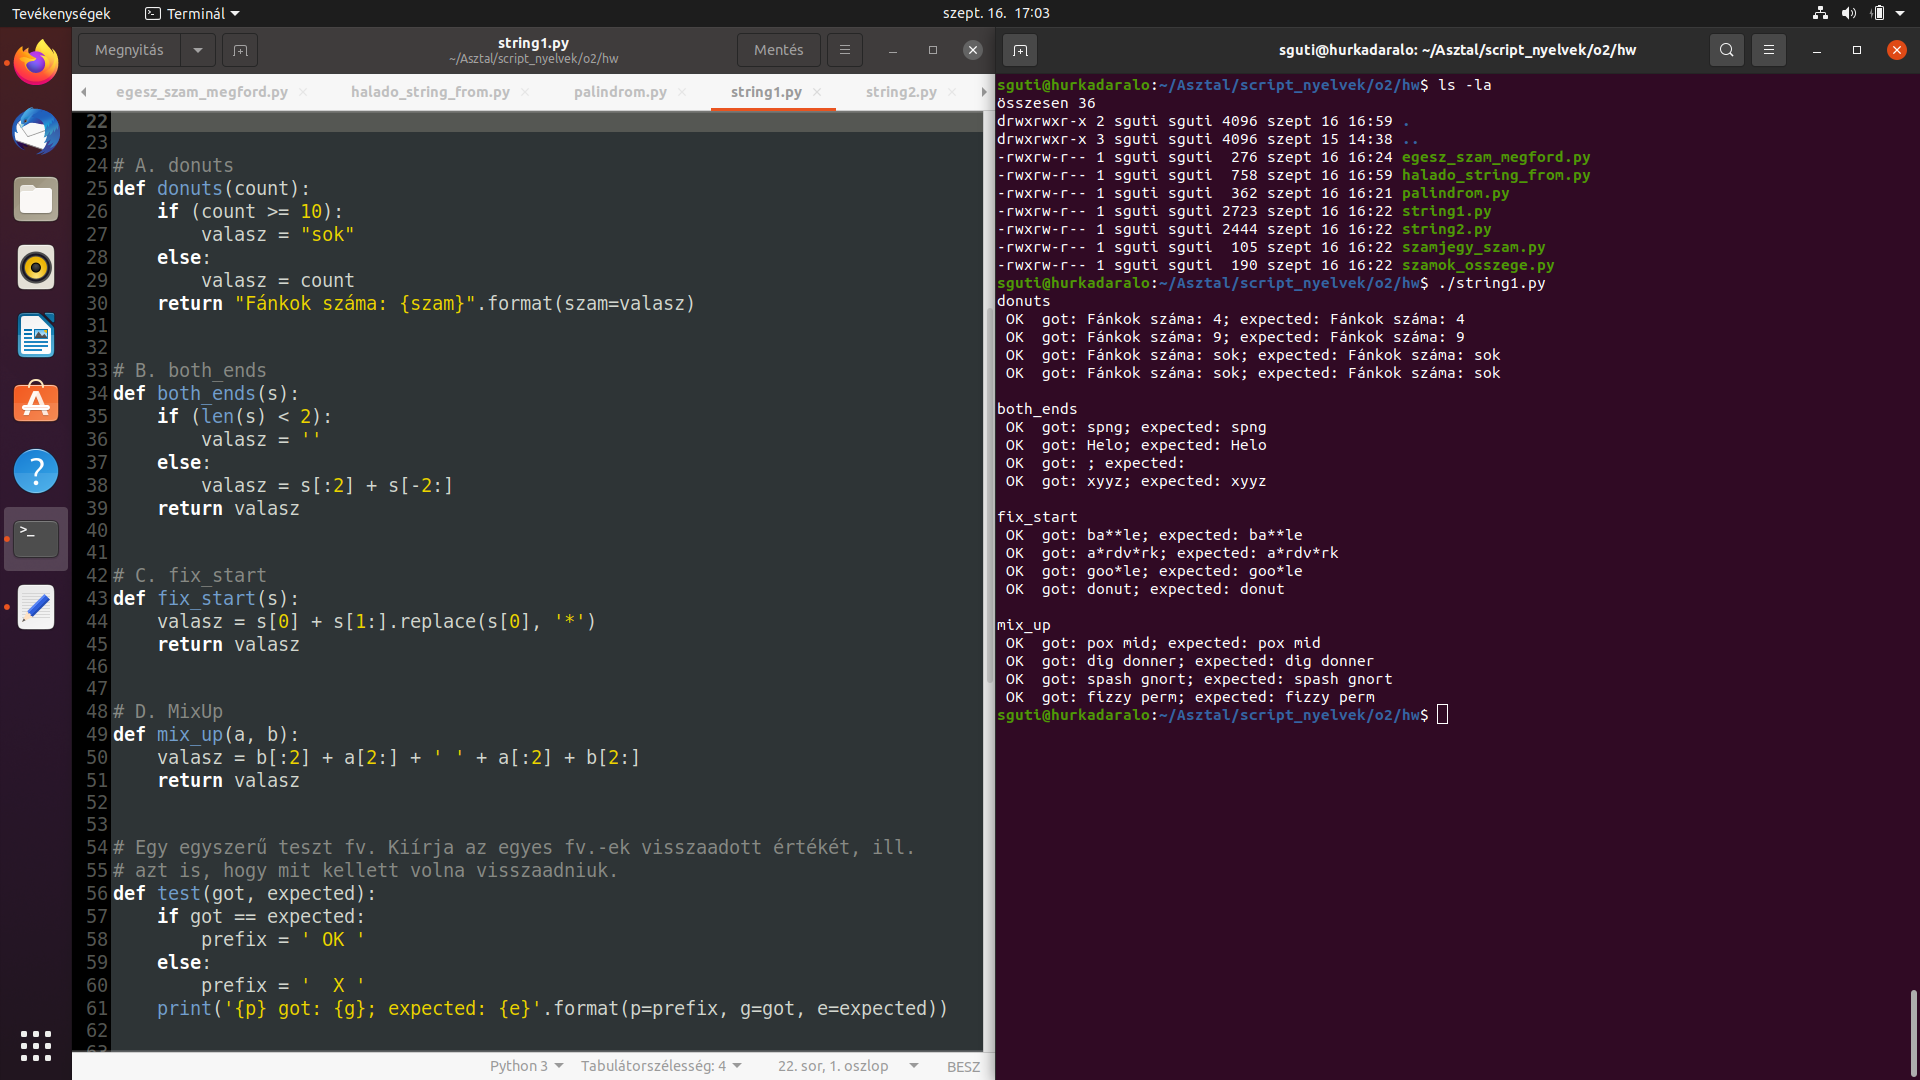 Tevékenységek
Terminál
szept. 16. 17:03
Megnyitás
string1.py
~/Asztal/script_nyelvek/o2/hw
Mentés
egesz_szam_megford.py
halado_string_from.py
palindrom.py
string1.py
string2.py
22
23
24 # A. donuts
25 def donuts(count):
26     if (count >= 10):
27         valasz = "sok"
28     else:
29         valasz = count
30     return "Fánkok száma: {szam}".format(szam=valasz)
31
32
33 # B. both_ends
34 def both_ends(s):
35     if (len(s) < 2):
36         valasz = ''
37     else:
38         valasz = s[:2] + s[-2:]
39     return valasz
40
41
42 # C. fix_start
43 def fix_start(s):
44     valasz = s[0] + s[1:].replace(s[0], '*')
45     return valasz
46
47
48 # D. MixUp
49 def mix_up(a, b):
50     valasz = b[:2] + a[2:] + ' ' + a[:2] + b[2:]
51     return valasz
52
53
54 # Egy egyszerű teszt fv. Kiírja az egyes fv.-ek visszaadott értékét, ill.
55 # azt is, hogy mit kellett volna visszaadniuk.
56 def test(got, expected):
57     if got == expected:
58         prefix = ' OK '
59     else:
60         prefix = '  X '
61     print('{p} got: {g}; expected: {e}'.format(p=prefix, g=got, e=expected))
62
63
Python 3
Tabulátorszélesség: 4
22. sor, 1. oszlop
BESZ
sguti@hurkadaralo: ~/Asztal/script_nyelvek/o2/hw
sguti@hurkadaralo:~/Asztal/script_nyelvek/o2/hw$ ls -la
összesen 36
drwxrwxr-x 2 sguti sguti 4096 szept 16 16:59 .
drwxrwxr-x 3 sguti sguti 4096 szept 15 14:38 ..
-rwxrw-r-- 1 sguti sguti  276 szept 16 16:24 egesz_szam_megford.py
-rwxrw-r-- 1 sguti sguti  758 szept 16 16:59 halado_string_from.py
-rwxrw-r-- 1 sguti sguti  362 szept 16 16:21 palindrom.py
-rwxrw-r-- 1 sguti sguti 2723 szept 16 16:22 string1.py
-rwxrw-r-- 1 sguti sguti 2444 szept 16 16:22 string2.py
-rwxrw-r-- 1 sguti sguti  105 szept 16 16:22 szamjegy_szam.py
-rwxrw-r-- 1 sguti sguti  190 szept 16 16:22 szamok_osszege.py
sguti@hurkadaralo:~/Asztal/script_nyelvek/o2/hw$ ./string1.py
donuts
 OK  got: Fánkok száma: 4; expected: Fánkok száma: 4
 OK  got: Fánkok száma: 9; expected: Fánkok száma: 9
 OK  got: Fánkok száma: sok; expected: Fánkok száma: sok
 OK  got: Fánkok száma: sok; expected: Fánkok száma: sok

both_ends
 OK  got: spng; expected: spng
 OK  got: Helo; expected: Helo
 OK  got: ; expected:
 OK  got: xyyz; expected: xyyz

fix_start
 OK  got: ba**le; expected: ba**le
 OK  got: a*rdv*rk; expected: a*rdv*rk
 OK  got: goo*le; expected: goo*le
 OK  got: donut; expected: donut

mix_up
 OK  got: pox mid; expected: pox mid
 OK  got: dig donner; expected: dig donner
 OK  got: spash gnort; expected: spash gnort
 OK  got: fizzy perm; expected: fizzy perm
sguti@hurkadaralo:~/Asztal/script_nyelvek/o2/hw$